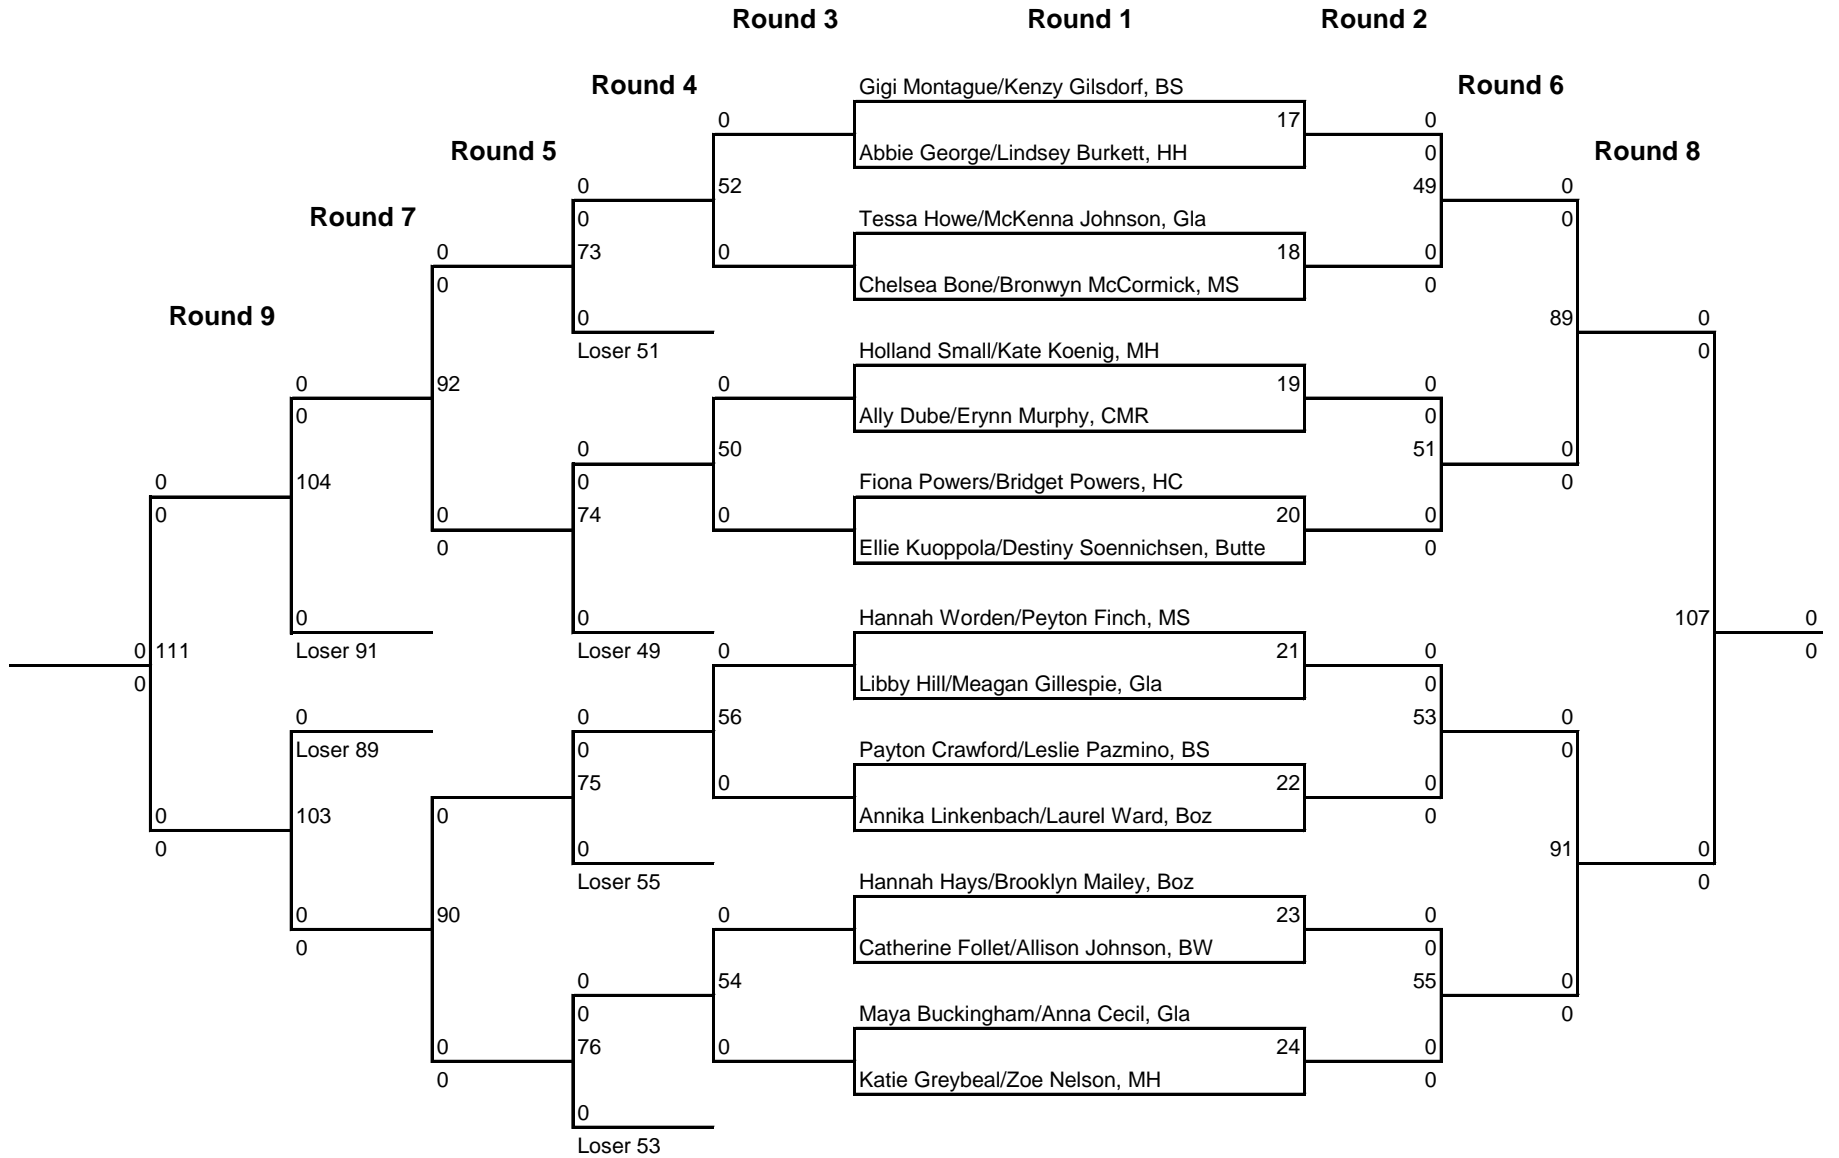 Round 3 Round 1 Round 2
Round 4 Gigi Montague/Kenzy Gilsdorf, BS Round 6
0 17 0
Round 5 Abbie George/Lindsey Burkett, HH 0 Round 8
0 52 49 0
Round 7 0 Tessa Howe/McKenna Johnson, Gla 0
0 73 0 18 0
0 Chelsea Bone/Bronwyn McCormick, MS 0
Round 9 0 89 0
Loser 51 Holland Small/Kate Koenig, MH 0
0 92 0 19 0
0 Ally Dube/Erynn Murphy, CMR 0
0 50 51 0
0 104 0 Fiona Powers/Bridget Powers, HC 0
0 0 74 0 20 0
0 Ellie Kuoppola/Destiny Soennichsen, Butte 0
0 0 Hannah Worden/Peyton Finch, MS 107 0
0 111 Loser 91 Loser 49 0 21 0 0
0 Libby Hill/Meagan Gillespie, Gla 0
0 0 56 53 0
Loser 89 0 Payton Crawford/Leslie Pazmino, BS 0
75 0 22 0
0 103 0 Annika Linkenbach/Laurel Ward, Boz 0
0 0 91 0
Loser 55 Hannah Hays/Brooklyn Mailey, Boz 0
0 90 0 23 0
0 Catherine Follet/Allison Johnson, BW 0
0 54 55 0
0 Maya Buckingham/Anna Cecil, Gla 0
0 76 0 24 0
0 Katie Greybeal/Zoe Nelson, MH 0
0
Loser 53